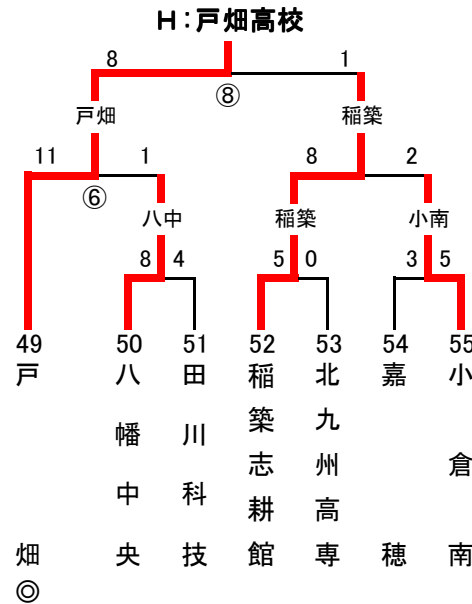 H：戸畑高校
8 1
⑧
戸畑 稲築
11 1 8 2
⑥
八中 稲築 小南
8 4 5 0 3 5
49 50 51 52 53 54 55
戸畑◎
八幡中央
田川科技
稲築志耕館
北九州高専
嘉穂
小倉南